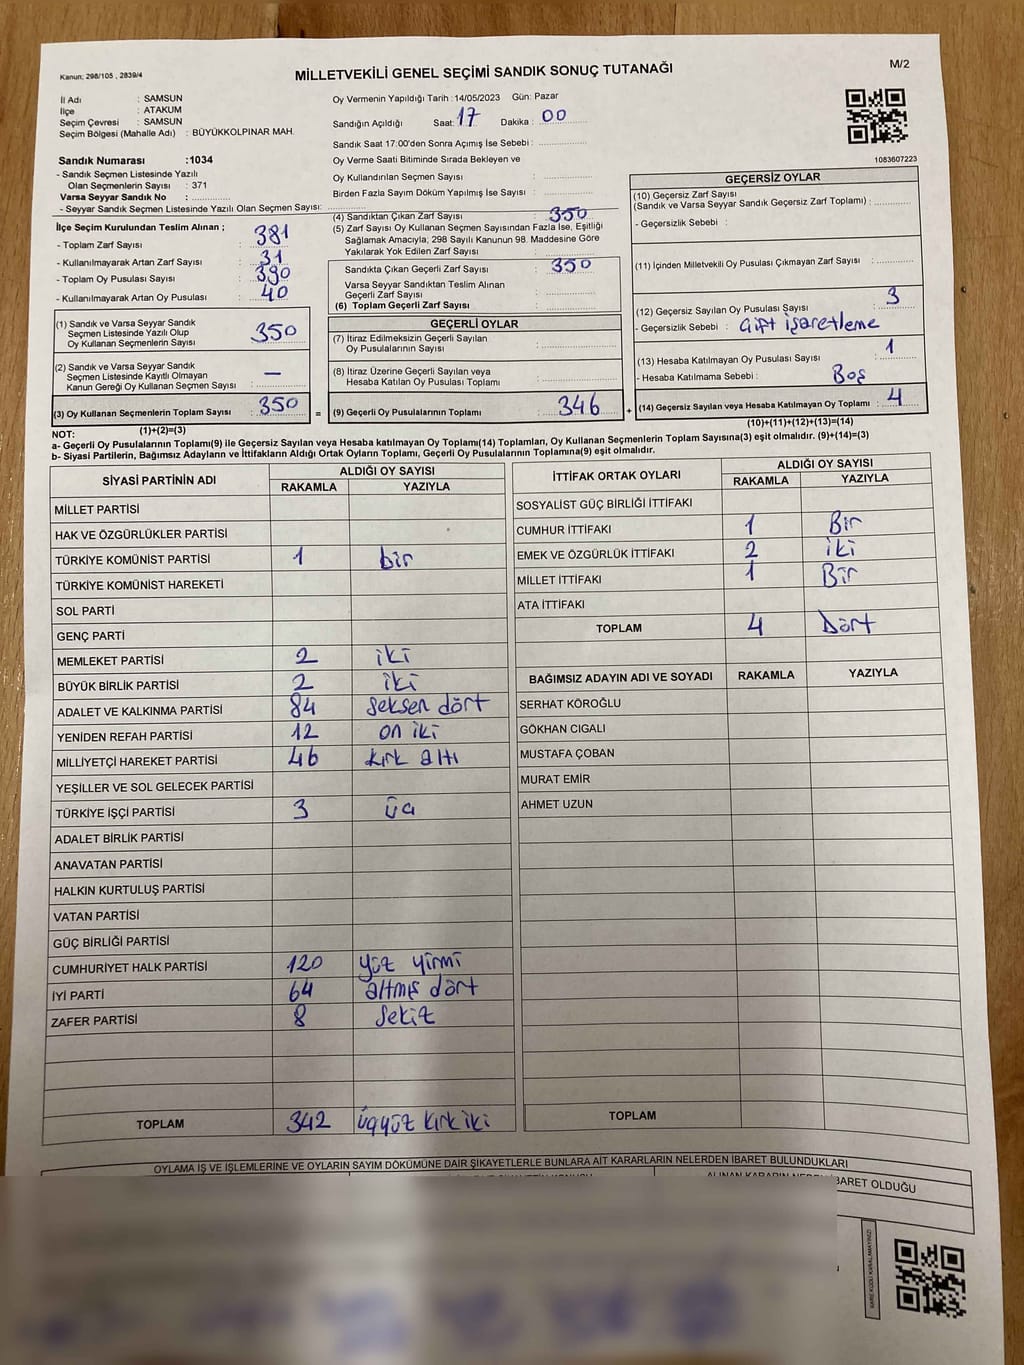 Kanun: 298/105 , 2839/4
MİLLETVEKİLİ GENEL SEÇİMİ SANDIK SONUÇ TUTANAĞI
M/2
İl Adı : SAMSUN
İlçe : ATAKUM
Seçim Çevresi : SAMSUN
Seçim Bölgesi (Mahalle Adı) : BÜYÜKKOLPINAR MAH.
Sandık Numarası :1034
- Sandık Seçmen Listesinde Yazılı
Olan Seçmenlerin Sayısı : 371
Varsa Seyyar Sandık No :
- Seyyar Sandık Seçmen Listesinde Yazılı Olan Seçmen Sayısı:
Oy Vermenin Yapıldığı Tarih :14/05/2023 Gün: Pazar
Sandığın Açıldığı Saat: 17 Dakika : 00
Sandık Saat 17:00'den Sonra Açımış İse Sebebi :
Oy Verme Saati Bitiminde Sırada Bekleyen ve
Oy Kullandırılan Seçmen Sayısı :
Birden Fazla Sayım Döküm Yapılmış İse Sayısı :
1083607223
İlçe Seçim Kurulundan Teslim Alınan ;
- Toplam Zarf Sayısı : 381
- Kullanılmayarak Artan Zarf Sayısı : 31
- Toplam Oy Pusulası Sayısı : 390
- Kullanılmayarak Artan Oy Pusulası : 40
(1) Sandık ve Varsa Seyyar Sandık
Seçmen Listesinde Yazılı Olup
Oy Kullanan Seçmenlerin Sayısı : 350
(2) Sandık ve Varsa Seyyar Sandık
Seçmen Listesinde Kayıtlı Olmayan
Kanun Gereği Oy Kullanan Seçmen Sayısı : —
(3) Oy Kullanan Seçmenlerin Toplam Sayısı : 350 =
(1)+(2)=(3)
(4) Sandıktan Çıkan Zarf Sayısı : 350
(5) Zarf Sayısı Oy Kullanan Seçmen Sayısından Fazla İse, Eşitliği
Sağlamak Amacıyla; 298 Sayılı Kanunun 98. Maddesine Göre
Yakılarak Yok Edilen Zarf Sayısı :
Sandıkta Çıkan Geçerli Zarf Sayısı : 350
Varsa Seyyar Sandıktan Teslim Alınan
Geçerli Zarf Sayısı :
(6) Toplam Geçerli Zarf Sayısı
GEÇERLİ OYLAR
(7) İtiraz Edilmeksizin Geçerli Sayılan
Oy Pusulalarının Sayısı :
(8) İtiraz Üzerine Geçerli Sayılan veya
Hesaba Katılan Oy Pusulası Toplamı :
(9) Geçerli Oy Pusulalarının Toplamı : 346 +
GEÇERSİZ OYLAR
(10) Geçersiz Zarf Sayısı
(Sandık ve Varsa Seyyar Sandık Geçersiz Zarf Toplamı) :
- Geçersizlik Sebebi :
(11) İçinden Milletvekili Oy Pusulası Çıkmayan Zarf Sayısı :
(12) Geçersiz Sayılan Oy Pusulası Sayısı : 3
- Geçersizlik Sebebi : Çift işaretleme
(13) Hesaba Katılmayan Oy Pusulası Sayısı : 1
- Hesaba Katılmama Sebebi : Boş
(14) Geçersiz Sayılan veya Hesaba Katılmayan Oy Toplamı : 4
(10)+(11)+(12)+(13)=(14)
NOT:
a- Geçerli Oy Pusulaları Toplamı(9) ile Geçersiz Sayılan veya Hesaba katılmayan Oy Toplamı(14) Toplamları, Oy Kullanan Seçmenlerin Toplam Sayısına(3) eşit olmalıdır. (9)+(14)=(3)
b- Siyasi Partilerin, Bağımsız Adayların ve İttifakların Aldığı Ortak Oyların Toplamı, Geçerli Oy Pusulalarının Toplamına(9) eşit olmalıdır.
SİYASİ PARTİNİN ADI ALDIĞI OY SAYISI
RAKAMLA YAZIYLA
MİLLET PARTİSİ
HAK VE ÖZGÜRLÜKLER PARTİSİ
TÜRKİYE KOMÜNİST PARTİSİ 1 bir
TÜRKİYE KOMÜNİST HAREKETİ
SOL PARTİ
GENÇ PARTİ
MEMLEKET PARTİSİ 2 iki
BÜYÜK BİRLİK PARTİSİ 2 iki
ADALET VE KALKINMA PARTİSİ 84 seksen dört
YENİDEN REFAH PARTİSİ 12 on iki
MİLLİYETÇİ HAREKET PARTİSİ 46 kırk altı
YEŞİLLER VE SOL GELECEK PARTİSİ
TÜRKİYE İŞÇİ PARTİSİ 3 üç
ADALET BİRLİK PARTİSİ
ANAVATAN PARTİSİ
HALKIN KURTULUŞ PARTİSİ
VATAN PARTİSİ
GÜÇ BİRLİĞİ PARTİSİ
CUMHURİYET HALK PARTİSİ 120 yüz yirmi
İYİ PARTİ 64 altmış dört
ZAFER PARTİSİ 8 sekiz
TOPLAM 342 üçyüz kırk iki
İTTİFAK ORTAK OYLARI ALDIĞI OY SAYISI
RAKAMLA YAZIYLA
SOSYALİST GÜÇ BİRLİĞİ İTTİFAKI
CUMHUR İTTİFAKI 1 Bir
EMEK VE ÖZGÜRLÜK İTTİFAKI 2 iki
MİLLET İTTİFAKI 1 Bir
ATA İTTİFAKI
TOPLAM 4 Dört
BAĞIMSIZ ADAYIN ADI VE SOYADI RAKAMLA YAZIYLA
SERHAT KÖROĞLU
GÖKHAN CIGALI
MUSTAFA ÇOBAN
MURAT EMİR
AHMET UZUN
TOPLAM
OYLAMA İŞ VE İŞLEMLERİNE VE OYLARIN SAYIM DÖKÜMÜNE DAİR ŞİKAYETLERLE BUNLARA AİT KARARLARIN NELERDEN İBARET BULUNDUKLARI
İBARET OLDUĞU